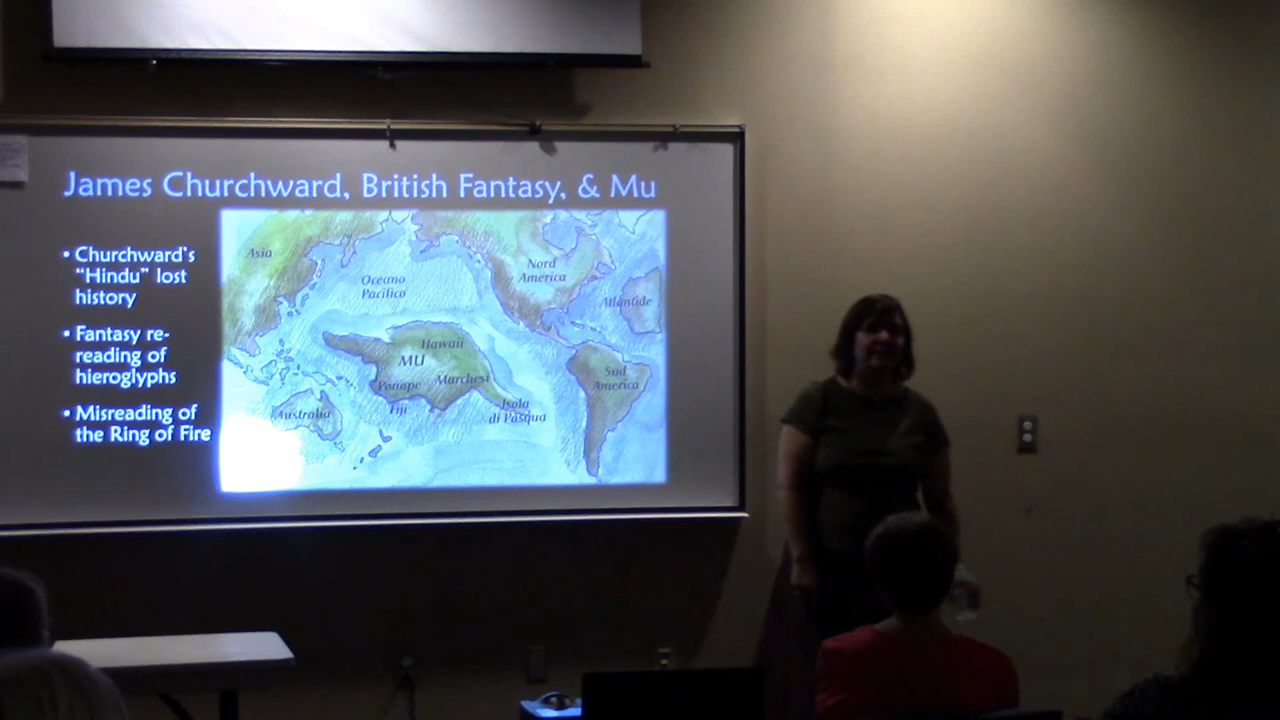 James Churchward, British Fantasy, & Mu
• Churchward's
"Hindu" lost
history
• Fantasy re-
reading of
hieroglyphs
• Misreading of
the Ring of Fire
Asia
Oceano
Pacifico
Nord
America
Atlantide
Hawaii
MU
Ponape
Marchesi
Fiji
Isola
di Pasqua
Sud
America
Australia